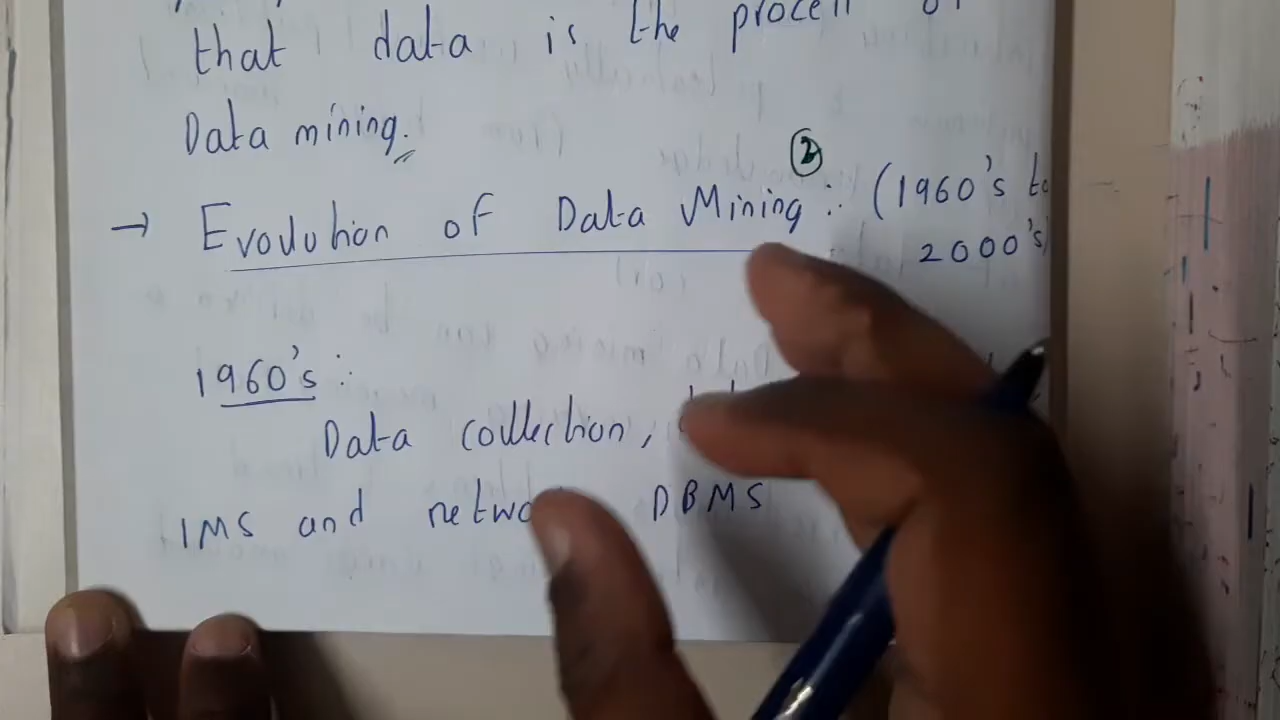 that data is the process
Data mining.
→ Evolution of Data Mining : (1960's to
2
2000's)
1960's :
Data collection,
IMS and DBMS